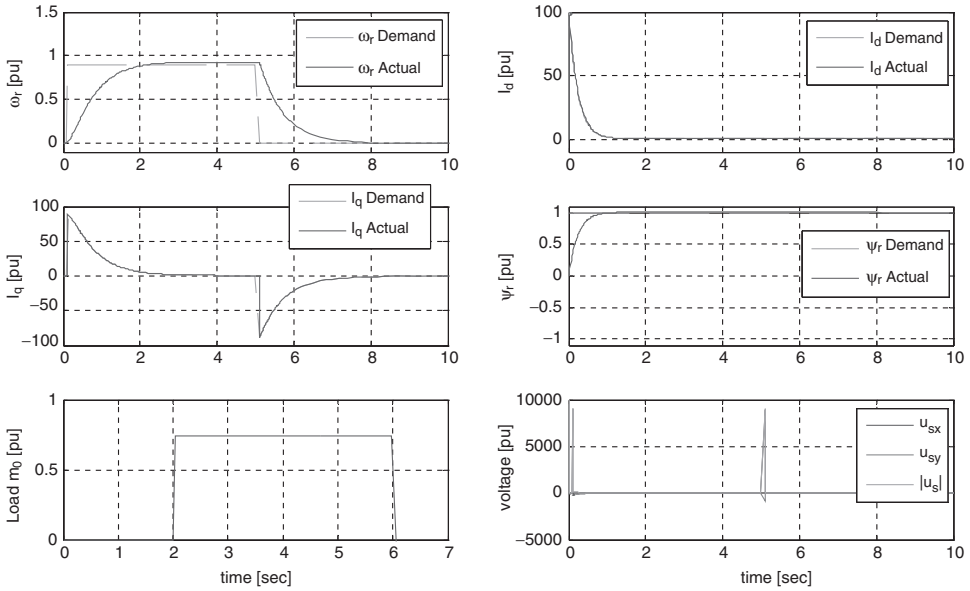 ωr [pu]
1.5
1
0.5
0
0 2 4 6 8 10
ωr Demand
ωr Actual
Id [pu]
100
50
0
0 2 4 6 8 10
Id Demand
Id Actual
Iq [pu]
100
50
0
−50
−100
0 2 4 6 8 10
Iq Demand
Iq Actual
ψr [pu]
1
0.5
0
−0.5
−1
0 2 4 6 8 10
ψr Demand
ψr Actual
Load m0 [pu]
1
0.5
0
0 1 2 3 4 5 6 7
time [sec]
voltage [pu]
10000
5000
0
−5000
0 2 4 6 8 10
usx
usy
|us|
time [sec]